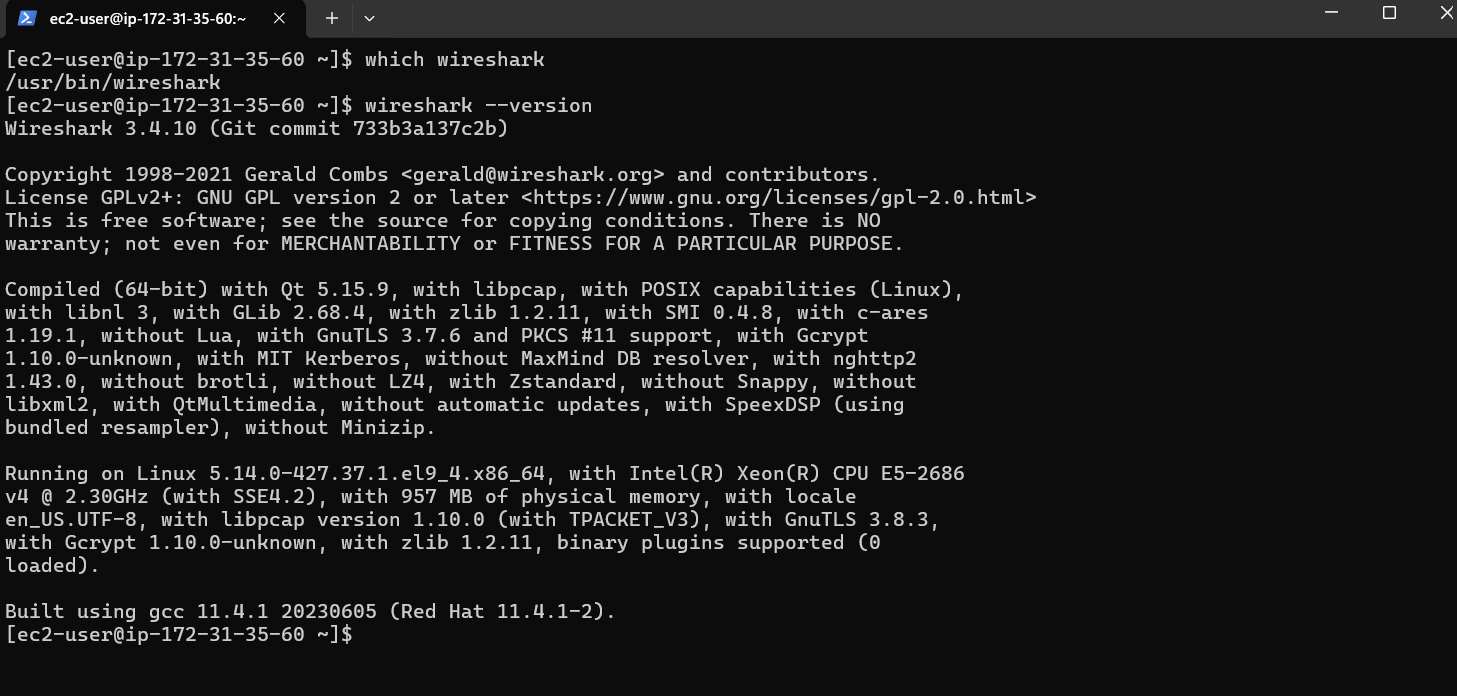 ec2-user@ip-172-31-35-60:~
[ec2-user@ip-172-31-35-60 ~]$ which wireshark
/usr/bin/wireshark
[ec2-user@ip-172-31-35-60 ~]$ wireshark --version
Wireshark 3.4.10 (Git commit 733b3a137c2b)

Copyright 1998-2021 Gerald Combs <gerald@wireshark.org> and contributors.
License GPLv2+: GNU GPL version 2 or later <https://www.gnu.org/licenses/gpl-2.0.html>
This is free software; see the source for copying conditions. There is NO
warranty; not even for MERCHANTABILITY or FITNESS FOR A PARTICULAR PURPOSE.

Compiled (64-bit) with Qt 5.15.9, with libpcap, with POSIX capabilities (Linux),
with libnl 3, with GLib 2.68.4, with zlib 1.2.11, with SMI 0.4.8, with c-ares
1.19.1, without Lua, with GnuTLS 3.7.6 and PKCS #11 support, with Gcrypt
1.10.0-unknown, with MIT Kerberos, without MaxMind DB resolver, with nghttp2
1.43.0, without brotli, without LZ4, with Zstandard, without Snappy, without
libxml2, with QtMultimedia, without automatic updates, with SpeexDSP (using
bundled resampler), without Minizip.

Running on Linux 5.14.0-427.37.1.el9_4.x86_64, with Intel(R) Xeon(R) CPU E5-2686
v4 @ 2.30GHz (with SSE4.2), with 957 MB of physical memory, with locale
en_US.UTF-8, with libpcap version 1.10.0 (with TPACKET_V3), with GnuTLS 3.8.3,
with Gcrypt 1.10.0-unknown, with zlib 1.2.11, binary plugins supported (0
loaded).

Built using gcc 11.4.1 20230605 (Red Hat 11.4.1-2).
[ec2-user@ip-172-31-35-60 ~]$